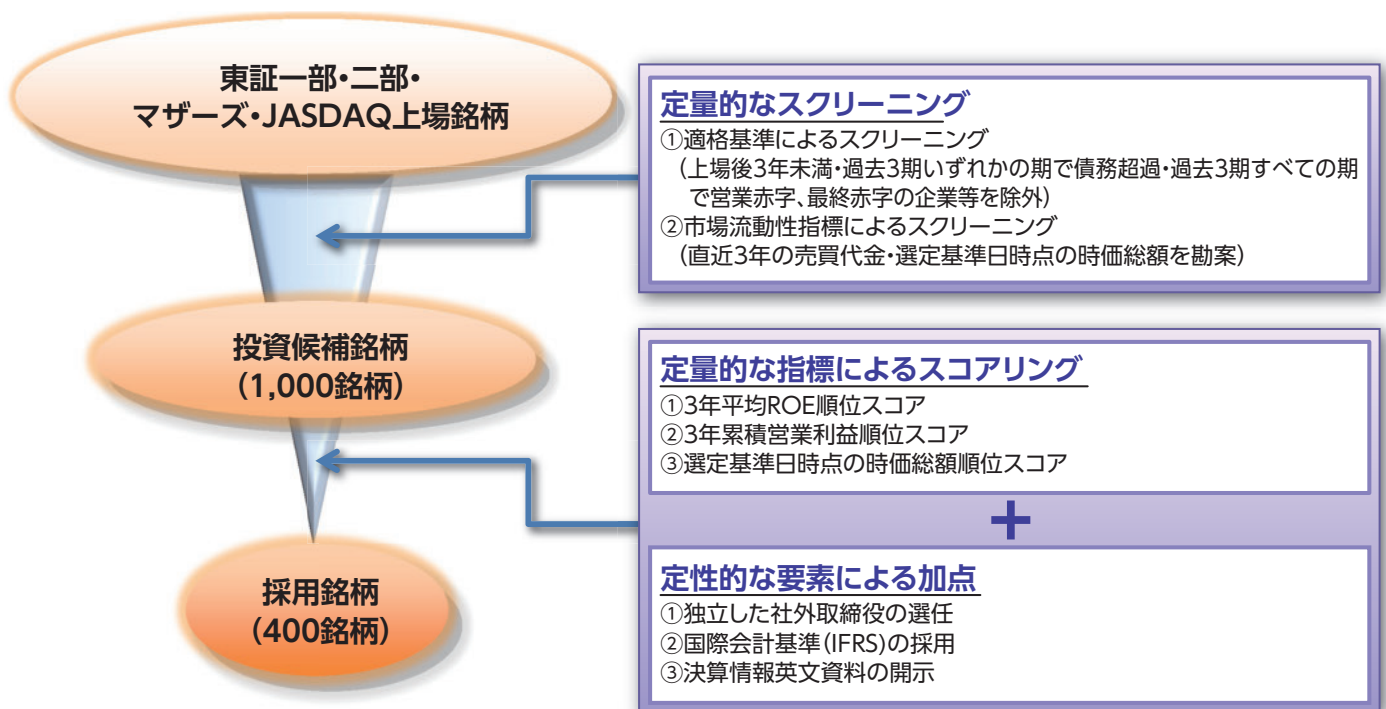 東証一部・二部・
マザーズ・JASDAQ上場銘柄
定量的なスクリーニング
①適格基準によるスクリーニング
(上場後3年未満・過去3期いずれかの期で債務超過・過去3期すべての期
で営業赤字、最終赤字の企業等を除外)
②市場流動性指標によるスクリーニング
(直近3年の売買代金・選定基準日時点の時価総額を勘案)
投資候補銘柄
(1,000銘柄)
定量的な指標によるスコアリング
①3年平均ROE順位スコア
②3年累積営業利益順位スコア
③選定基準日時点の時価総額順位スコア
+
定性的な要素による加点
①独立した社外取締役の選任
②国際会計基準(IFRS)の採用
③決算情報英文資料の開示
採用銘柄
(400銘柄)